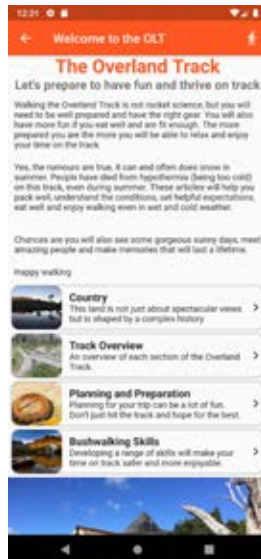 12:21
Welcome to the OLT
The Overland Track
Let's prepare to have fun and thrive on track
Walking the Overland Track is not rocket science, but you will
need to be well prepared and have the right gear. You will also
have more fun if you eat well and are fit enough. The more
prepared you are the more you will be able to relax and enjoy
your time on the track.
Yes, the rumours are true, it can and often does snow in
summer. People have died from hypothermia (being too cold)
on this track, even during summer. These articles will help you
pack well, understand the conditions, set helpful expectations,
eat well and enjoy walking even in wet and cold weather.
Chances are you will also see some gorgeous sunny days, meet
amazing people and make memories that will last a lifetime.
Happy walking
Country
This land is not just about spectacular views
but is shaped by a complex history
Track Overview
An overview of each section of the Overland
Track.
Planning and Preparation
Planning for your trip can be a lot of fun.
Don't just hit the track and hope for the best.
Bushwalking Skills
Developing a range of skills will make your
time on track safer and more enjoyable.